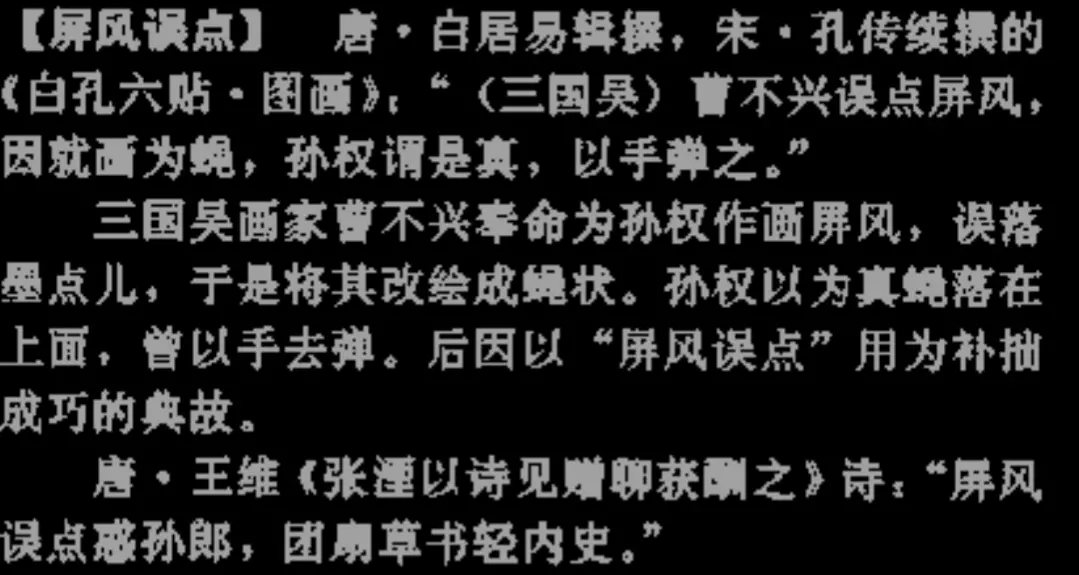 【屏风误点】 唐·白居易辑撰，宋·孔传续撰的
《白孔六贴·图画》：“（三国吴）曹不兴误点屏风，
因就画为蝇，孙权谓是真，以手弹之。”
三国吴画家曹不兴奉命为孙权作画屏风，误落
墨点儿，于是将其改绘成蝇状。孙权以为真蝇落在
上面，曾以手去弹。后因以“屏风误点”用为补拙
成巧的典故。
唐·王维《张湮以诗见赠聊获酬之》诗：“屏风
误点惑孙郎，团扇草书轻内史。”